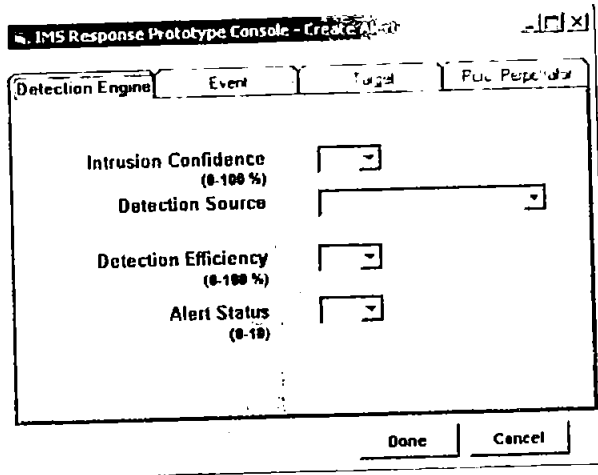 IMS Response Prototype Console - Create
Detection Engine
Event
Target
Intrusion Confidence
(0-100 %)
Detection Source
Detection Efficiency
(0-100 %)
Alert Status
(0-10)
Done
Cancel